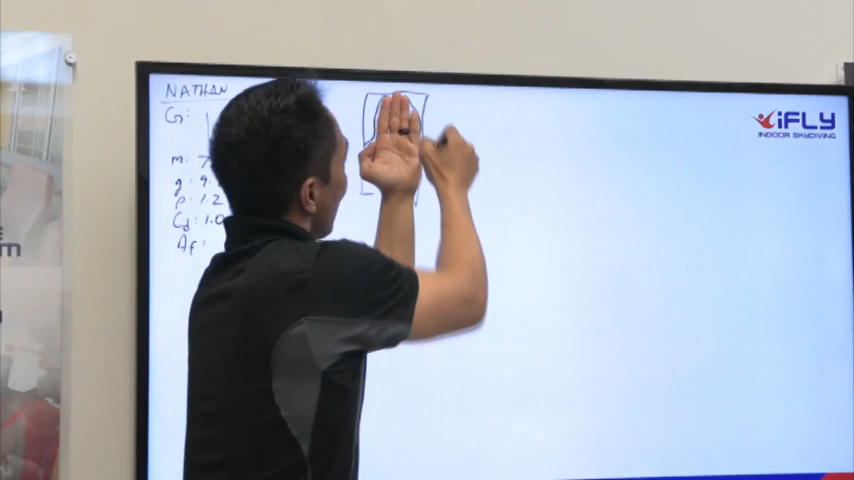 NATHAN
G:
m: 7
g: 9.
ρ: 1.2
Cd: 1.0
Af:
iFLY
INDOOR SKYDIVING
E
m